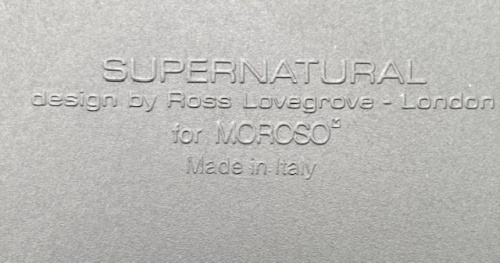 SUPERNATURAL
design by Ross Lovegrove - London
for MOROSO
Made in Italy